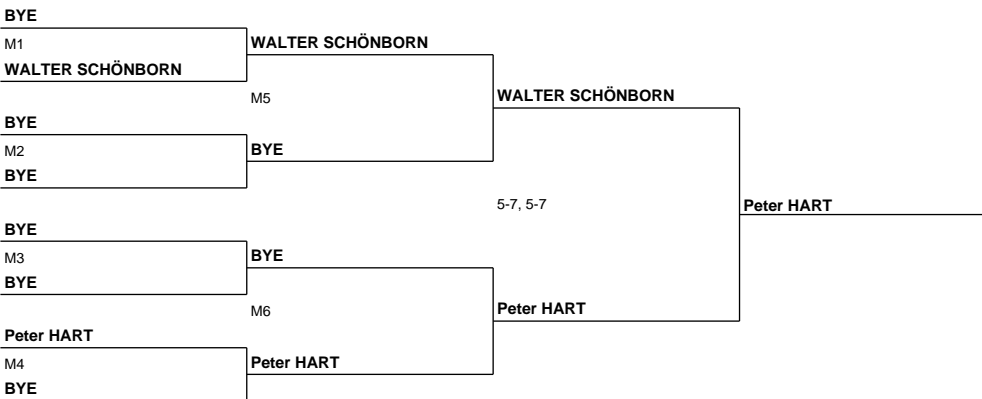 BYE
M1
WALTER SCHÖNBORN
WALTER SCHÖNBORN
M5
WALTER SCHÖNBORN
BYE
M2
BYE
BYE
5-7, 5-7
Peter HART
BYE
M3
BYE
BYE
M6
Peter HART
Peter HART
M4
BYE
Peter HART